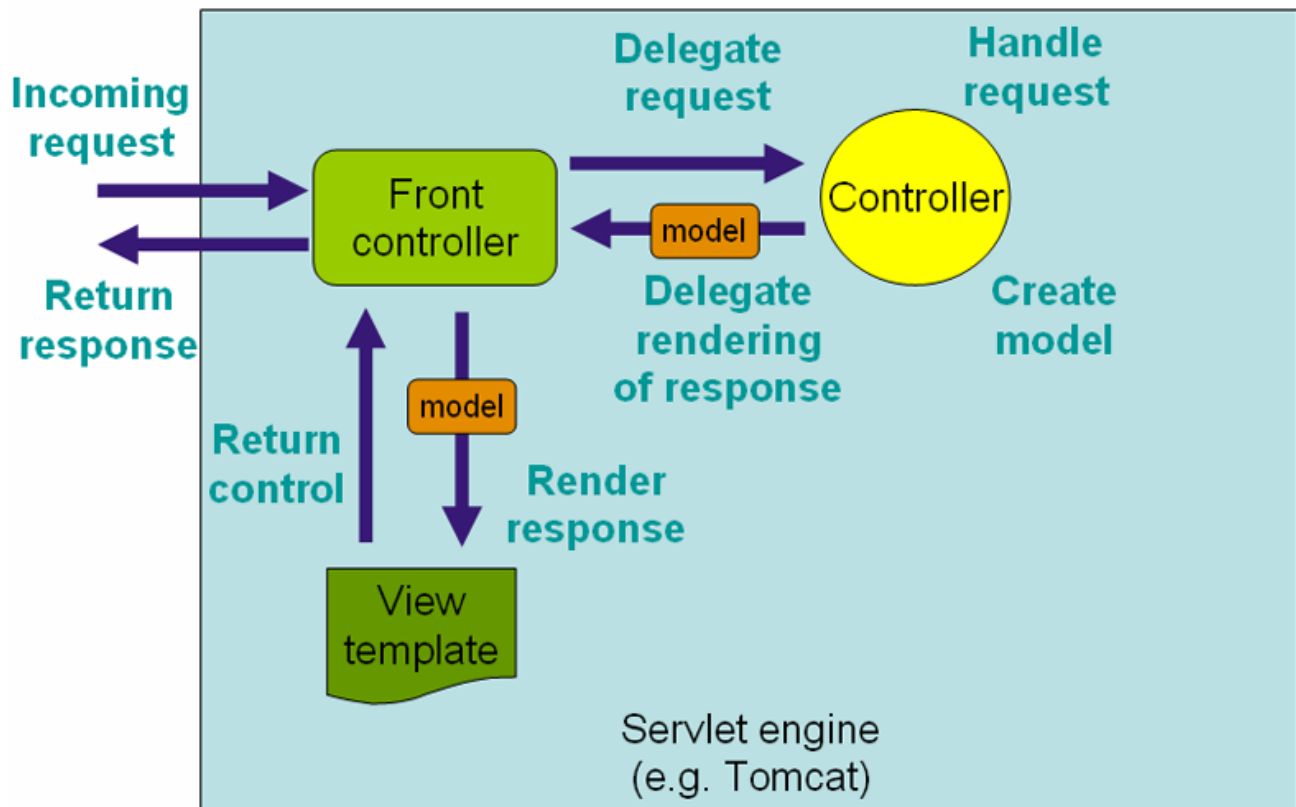 Incoming
request
Return
response
Front
controller
Delegate
request
Handle
request
Controller
model
Delegate
rendering
of response
Create
model
Return
control
model
Render
response
View
template
Servlet engine
(e.g. Tomcat)